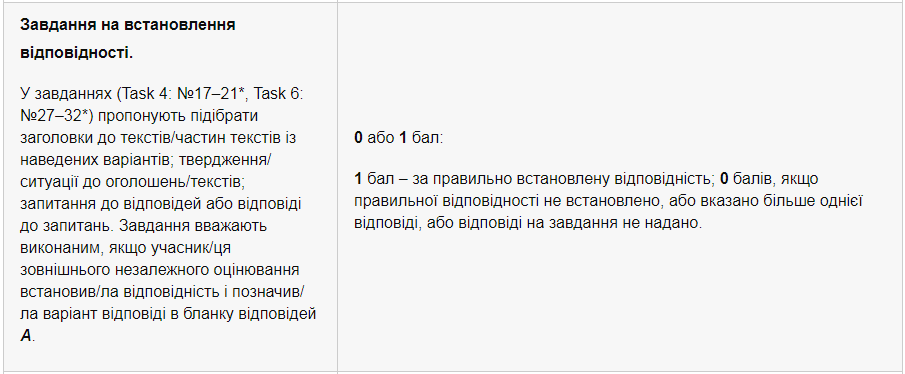 Завдання на встановлення
відповідності.
У завданнях (Task 4: №17–21*, Task 6:
№27–32*) пропонують підібрати
заголовки до текстів/частин текстів із
наведених варіантів; твердження/
ситуації до оголошень/текстів;
запитання до відповідей або відповіді
до запитань. Завдання вважають
виконаним, якщо учасник/ця
зовнішнього незалежного оцінювання
встановив/ла відповідність і позначив/
ла варіант відповіді в бланку відповідей
А.
0 або 1 бал:
1 бал – за правильно встановлену відповідність; 0 балів, якщо
правильної відповідності не встановлено, або вказано більше однієї
відповіді, або відповіді на завдання не надано.